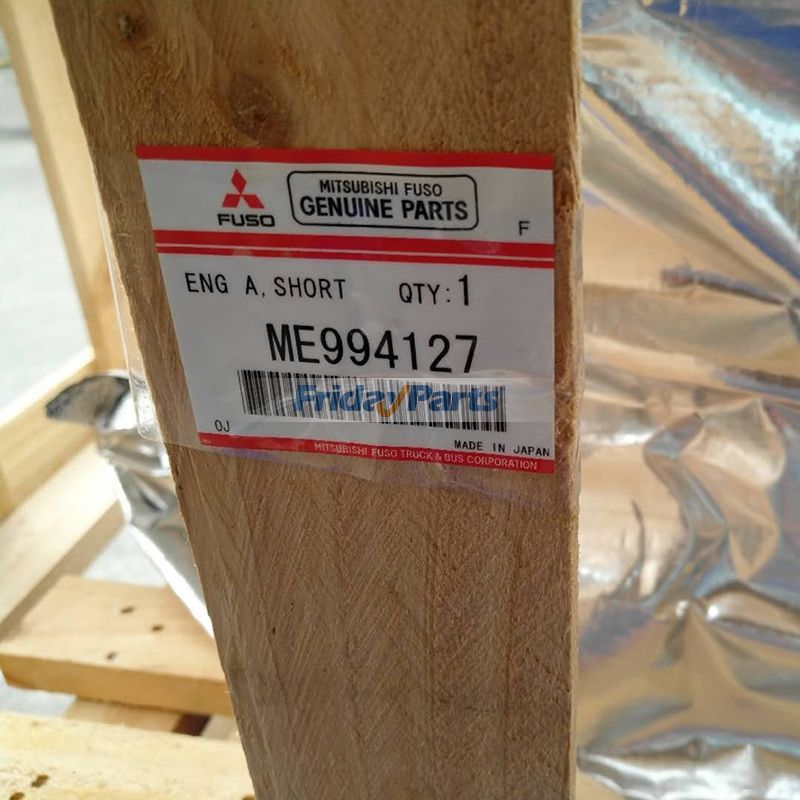 FUSO
MITSUBISHI FUSO
GENUINE PARTS
F
ENG A, SHORT QTY:1
ME994127
FridayParts
0J
MADE IN JAPAN
MITSUBISHI FUSO TRUCK & BUS CORPORATION